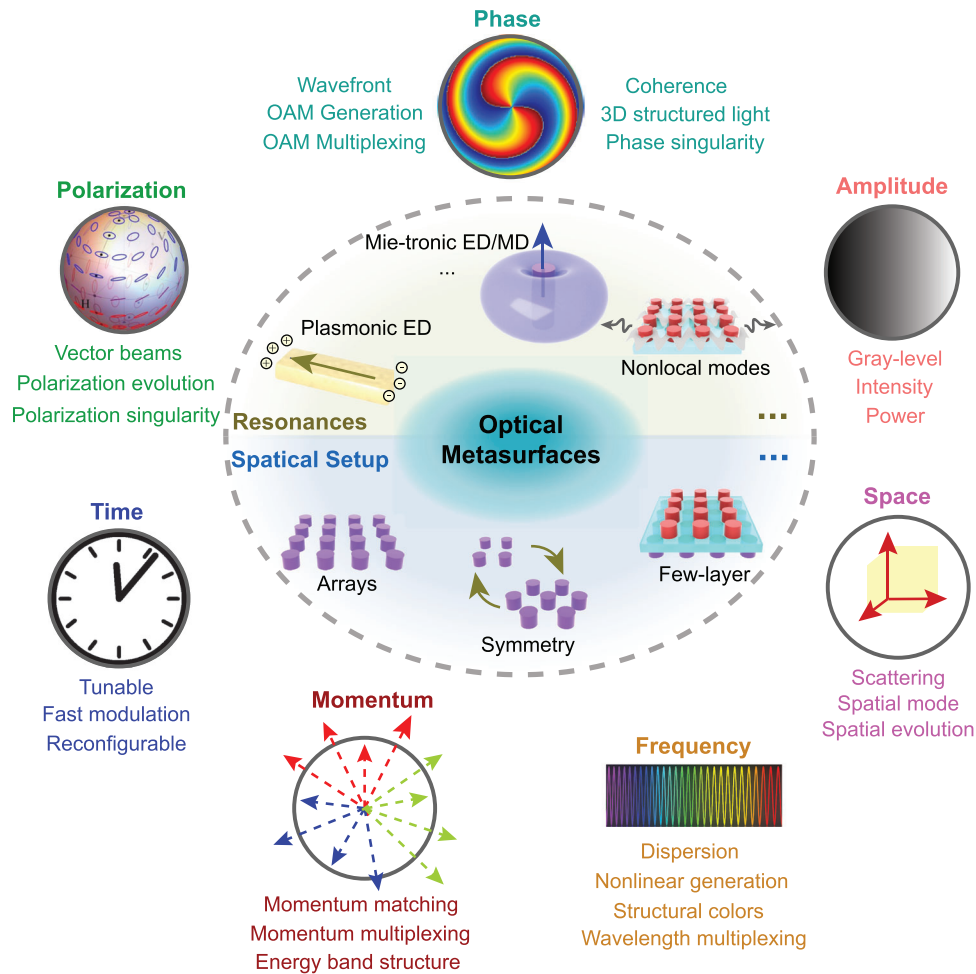 Phase
Wavefront
OAM Generation
OAM Multiplexing
Coherence
3D structured light
Phase singularity
Polarization
H
Vector beams
Polarization evolution
Polarization singularity
Amplitude
Gray-level
Intensity
Power
Mie-tronic ED/MD
...
Plasmonic ED
+ +
+
-
-
-
Nonlocal modes
Resonances
...
Optical
Metasurfaces
Spatical Setup
...
Arrays
Symmetry
Few-layer
Time
Tunable
Fast modulation
Reconfigurable
Space
Scattering
Spatial mode
Spatial evolution
Momentum
Momentum matching
Momentum multiplexing
Energy band structure
Frequency
Dispersion
Nonlinear generation
Structural colors
Wavelength multiplexing